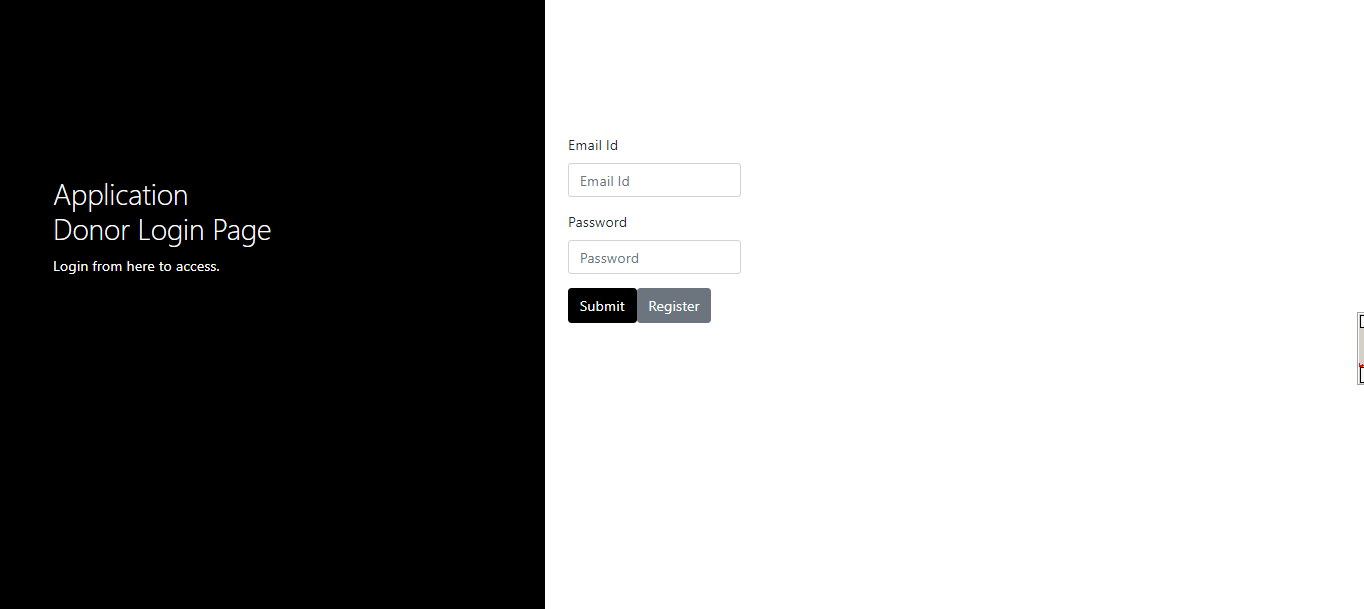 Application
Donor Login Page
Login from here to access.
Email Id
Email Id
Password
Password
Submit Register